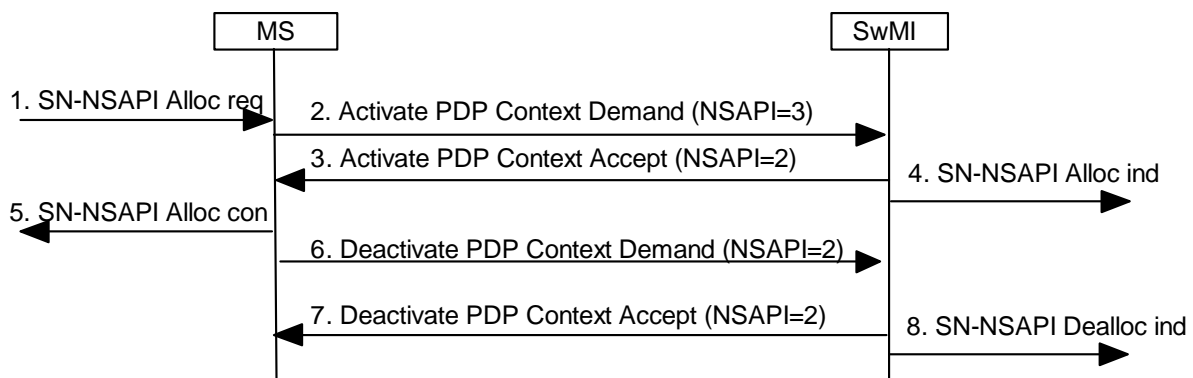 MS
SwMI
1. SN-NSAPI Alloc req
2. Activate PDP Context Demand (NSAPI=3)
3. Activate PDP Context Accept (NSAPI=2)
4. SN-NSAPI Alloc ind
5. SN-NSAPI Alloc con
6. Deactivate PDP Context Demand (NSAPI=2)
7. Deactivate PDP Context Accept (NSAPI=2)
8. SN-NSAPI Dealloc ind